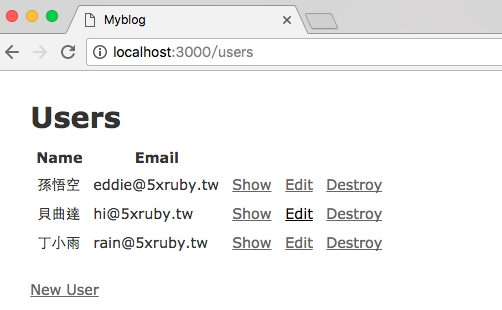 Myblog
localhost:3000/users
Users
Name Email
孫悟空 eddie@5xruby.tw Show Edit Destroy
貝曲達 hi@5xruby.tw Show Edit Destroy
丁小雨 rain@5xruby.tw Show Edit Destroy
New User